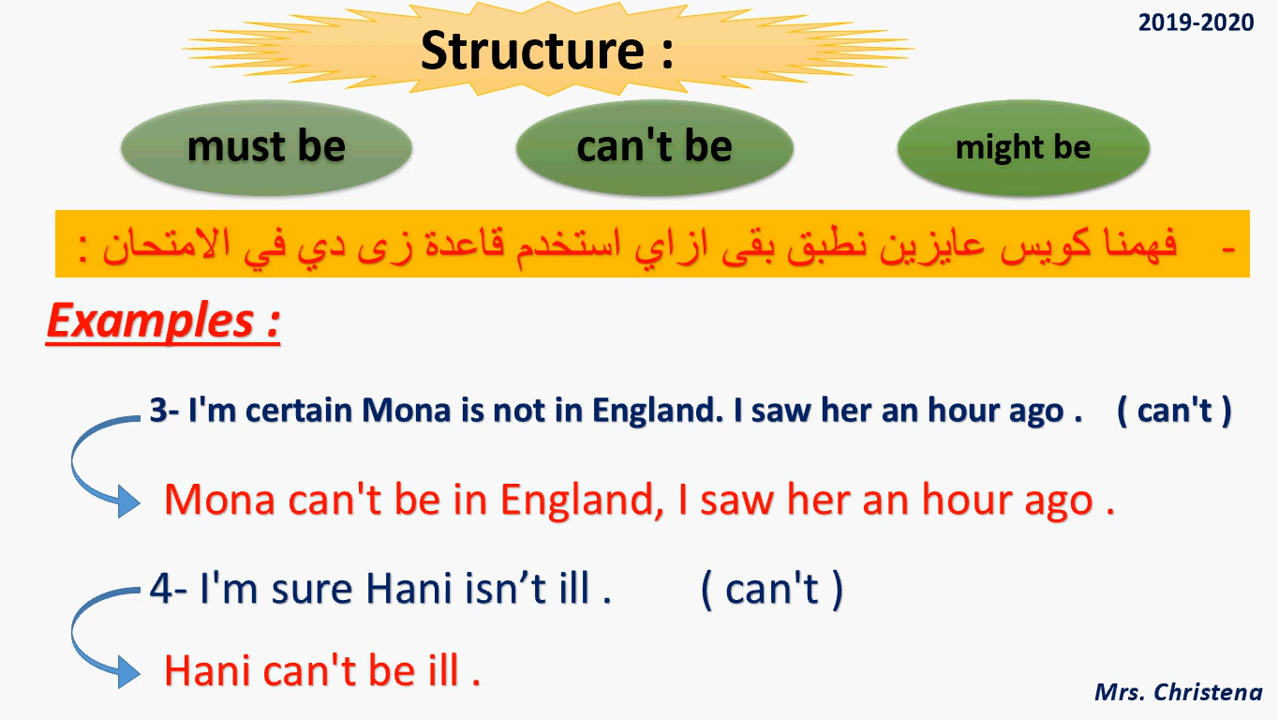 2019-2020
Structure :
must be
can't be
might be
- فهمنا كويس عايزين نطبق بقى ازاي استخدم قاعدة زى دي في الامتحان :
Examples :
3- I'm certain Mona is not in England. I saw her an hour ago . ( can't )
Mona can't be in England, I saw her an hour ago .
4- I'm sure Hani isn’t ill . ( can't )
Hani can't be ill .
Mrs. Christena